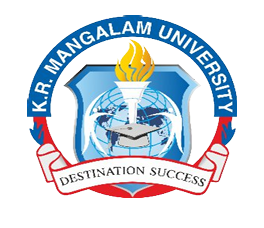 K.R. MANGALAM UNIVERSITY
DESTINATION SUCCESS